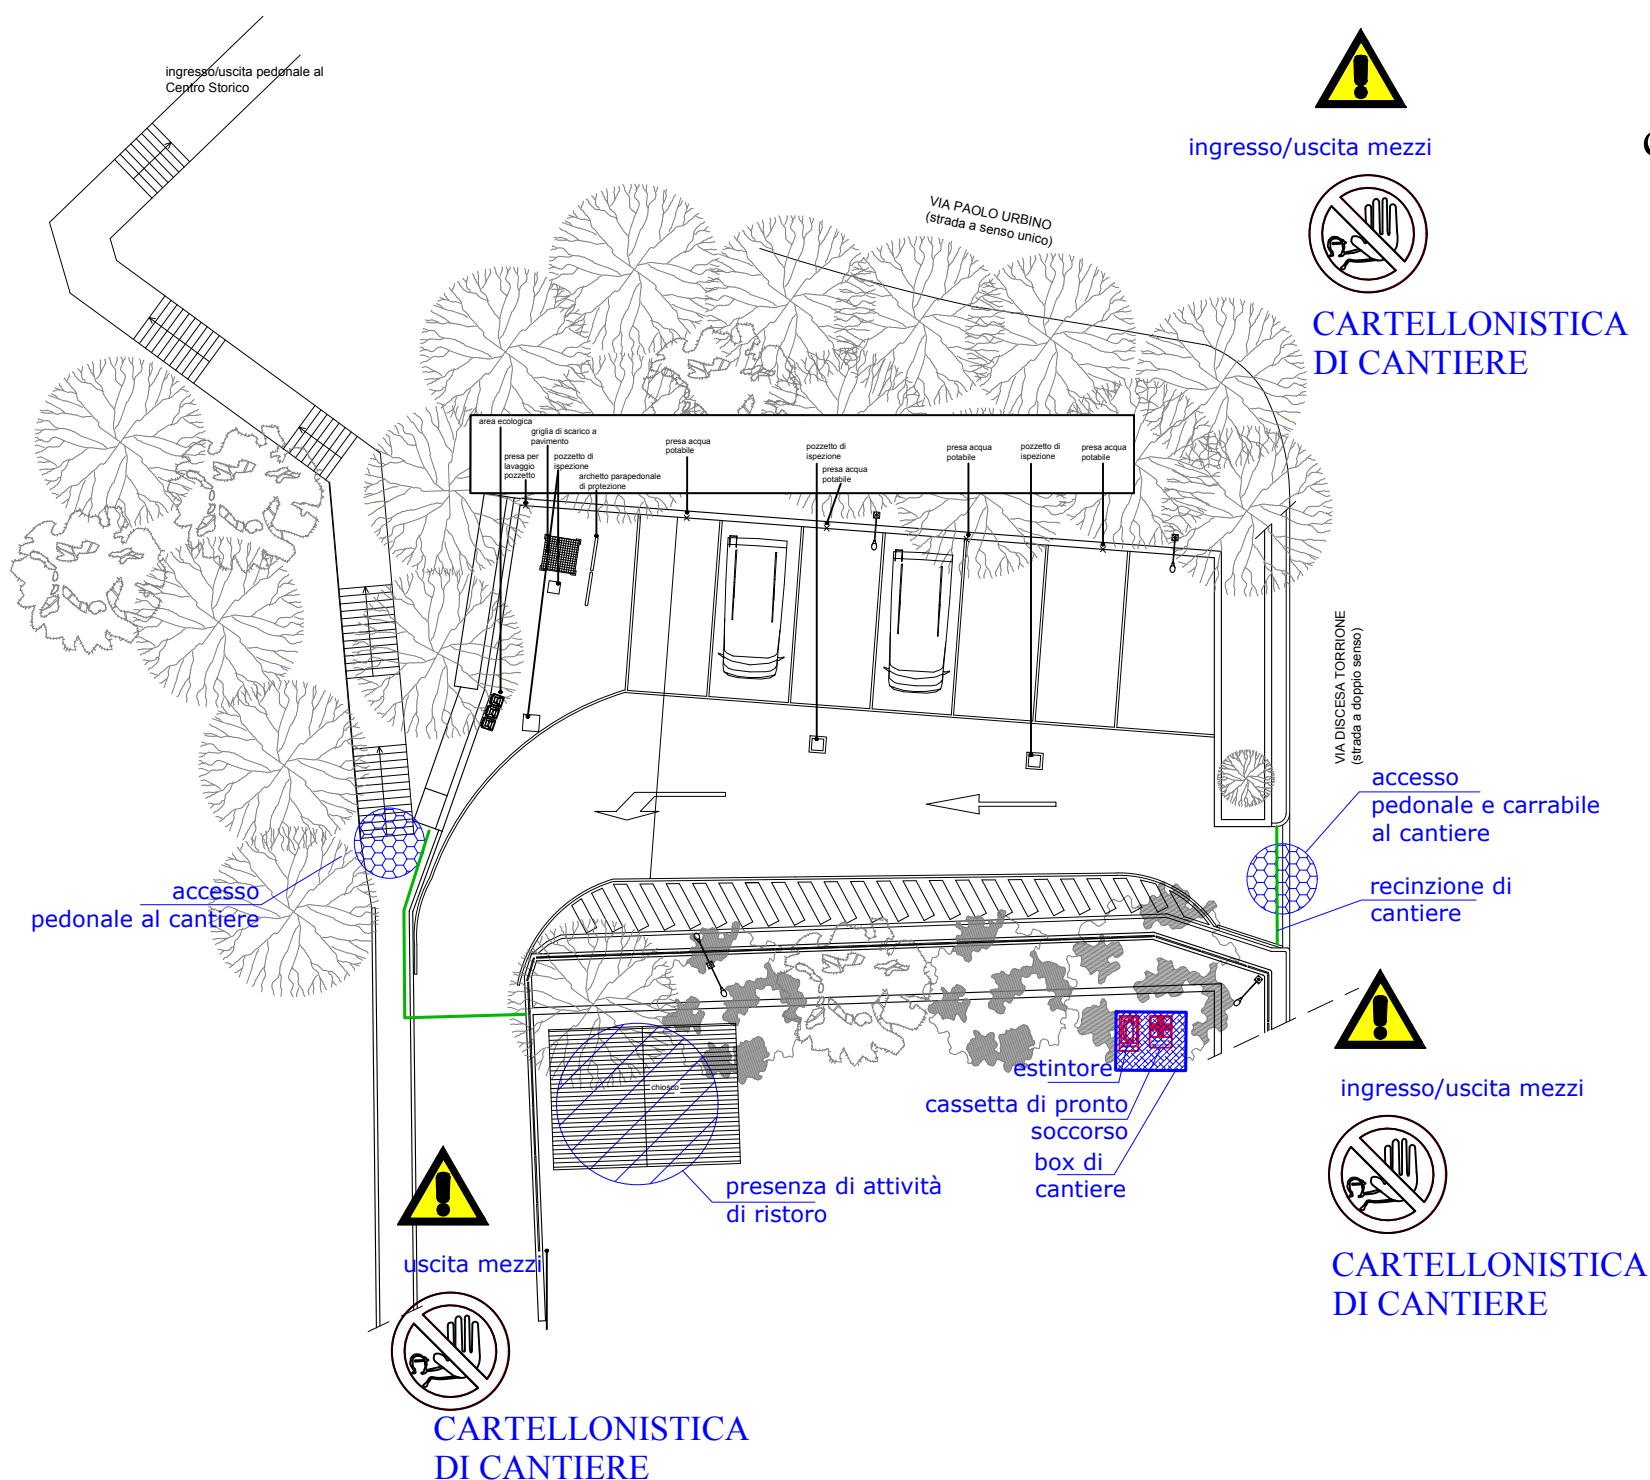 ingresso/uscita pedonale al
Centro Storico
ingresso/uscita mezzi
CARTELLONISTICA
DI CANTIERE
VIA PAOLO URBINO
(strada a senso unico)
area ecologica
griglia di scarico a
pavimento
presa per
lavaggio
pozzetto
pozzetto di
ispezione
archetto parapedonale
di protezione
presa acqua
potabile
pozzetto di
ispezione
presa acqua
potabile
presa acqua
potabile
pozzetto di
ispezione
presa acqua
potabile
VIA DISCESA TORRIONE
(strada a doppio senso)
accesso
pedonale e carrabile
al cantiere
recinzione di
cantiere
accesso
pedonale al cantiere
estintore
cassetta di pronto
soccorso
box di
cantiere
chiosco
presenza di attività
di ristoro
ingresso/uscita mezzi
CARTELLONISTICA
DI CANTIERE
uscita mezzi
CARTELLONISTICA
DI CANTIERE